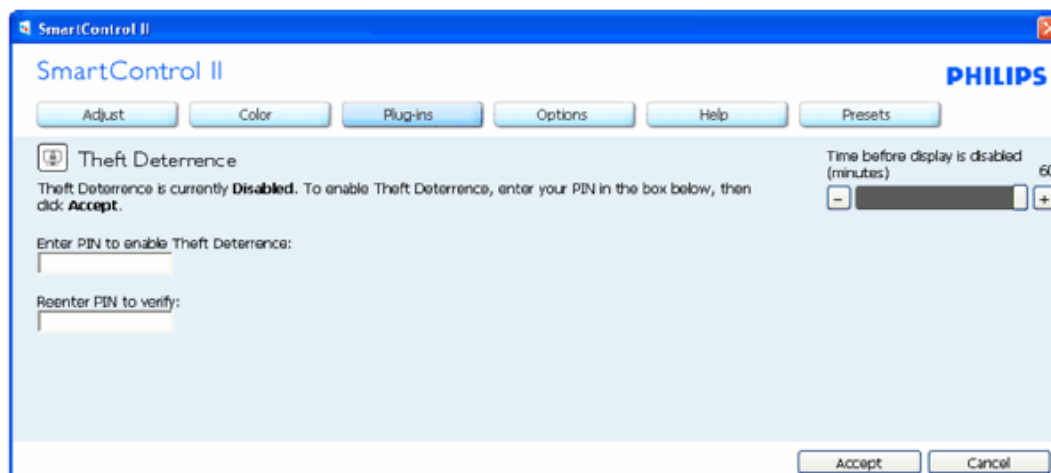 SmartControl II
SmartControl II
PHILIPS
Adjust Color Plug-ins Options Help Presets
Theft Deterrence
Theft Deterrence is currently Disabled. To enable Theft Deterrence, enter your PIN in the box below, then
click Accept.
Time before display is disabled
(minutes) 60
- +
Enter PIN to enable Theft Deterrence:
Reenter PIN to verify:
Accept Cancel